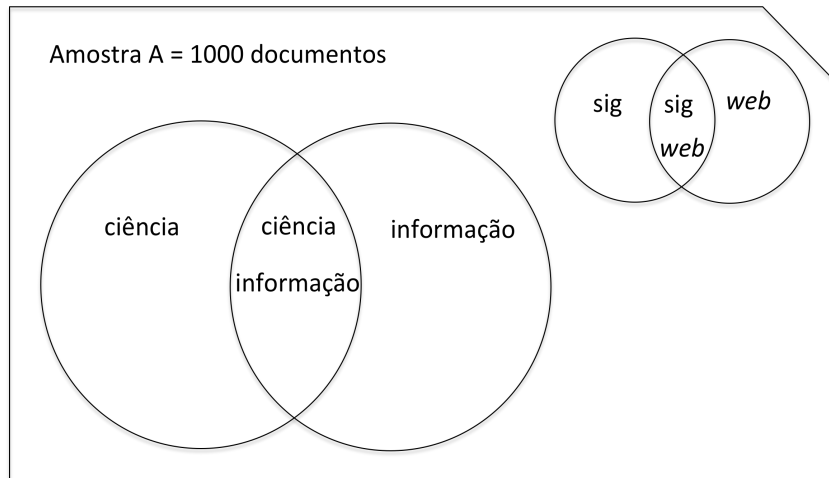 Amostra A = 1000 documentos
sig
sig
web
web
ciência
ciência
informação
informação